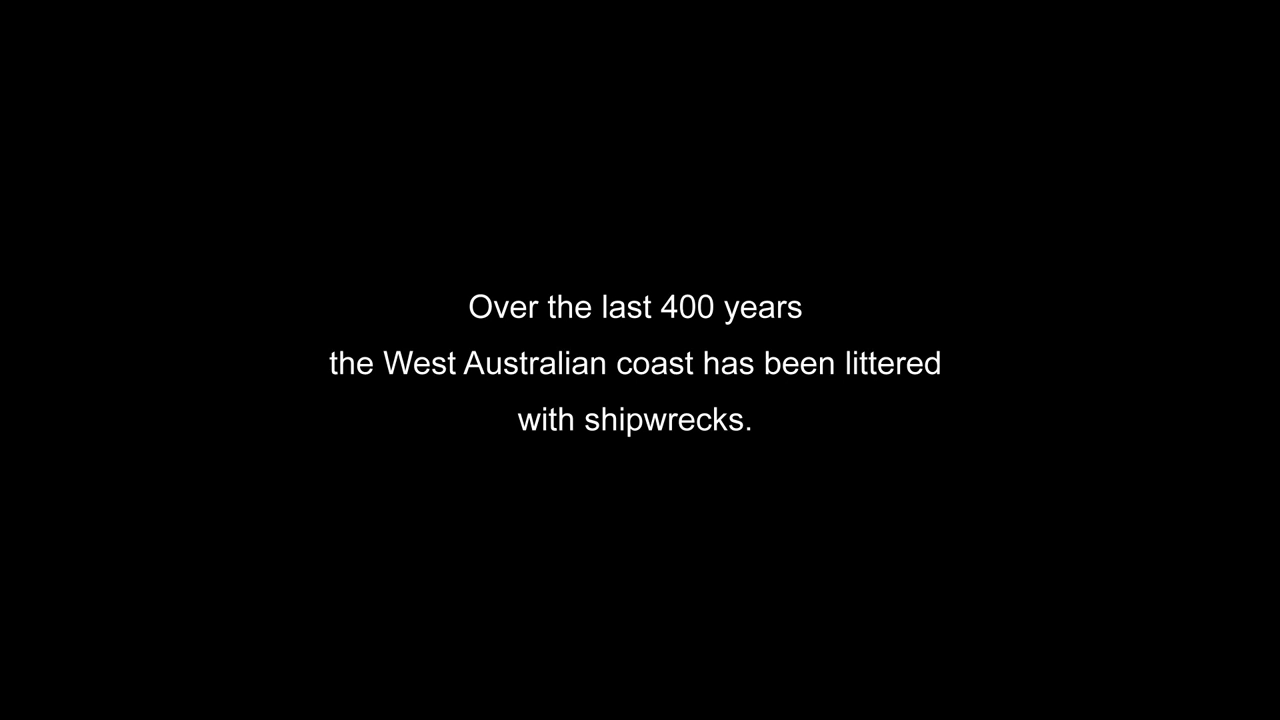 Over the last 400 years
the West Australian coast has been littered
with shipwrecks.